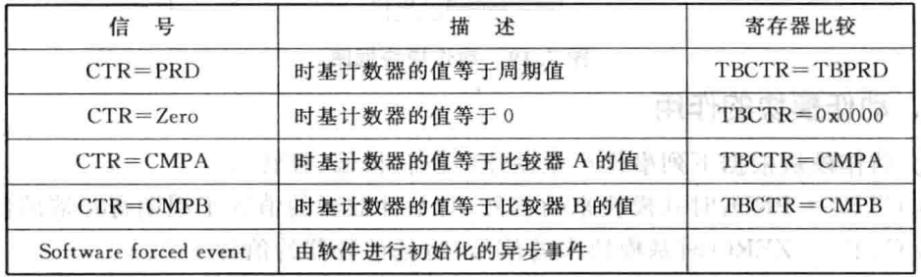 信 号 描 述 寄存器比较
CTR=PRD 时基计数器的值等于周期值 TBCTR=TBPRD
CTR=Zero 时基计数器的值等于 0 TBCTR=0x0000
CTR=CMPA 时基计数器的值等于比较器 A 的值 TBCTR=CMPA
CTR=CMPB 时基计数器的值等于比较器 B的值 TBCTR=CMPB
Software forced event 由软件进行初始化的异步事件